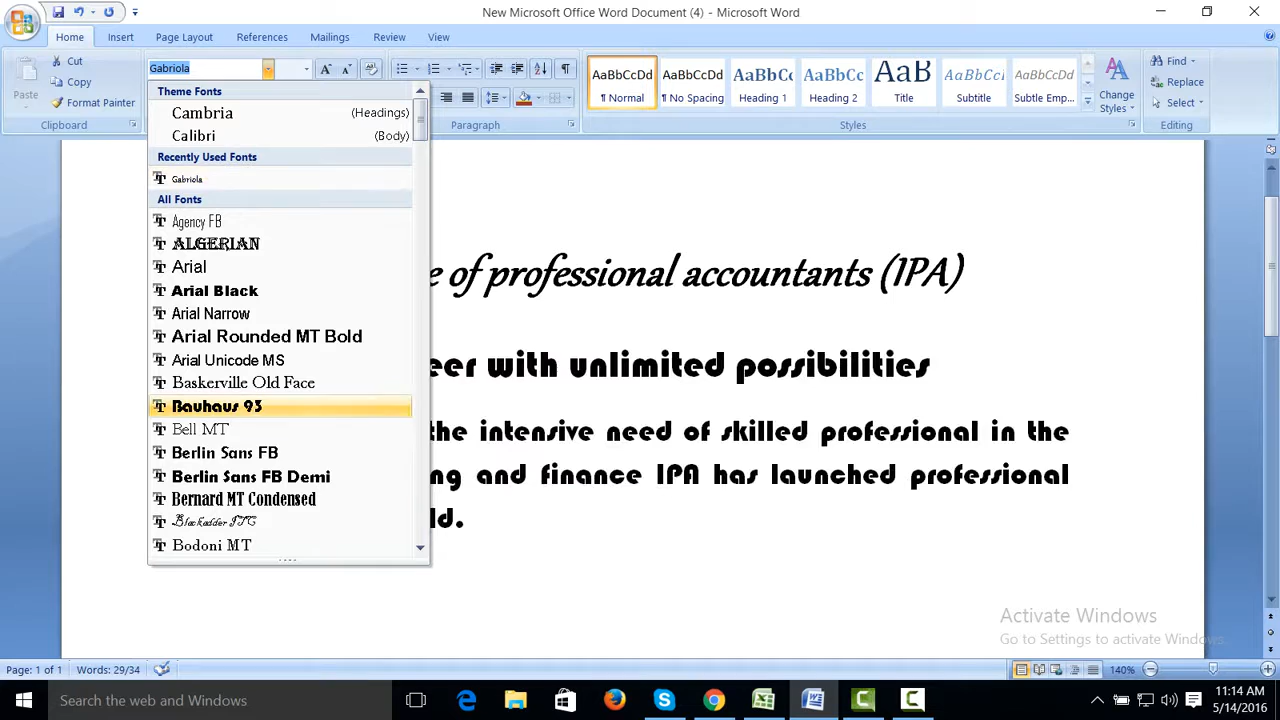 New Microsoft Office Word Document (4) - Microsoft Word
Home Insert Page Layout References Mailings Review View
Paste
Cut
Copy
Format Painter
Clipboard
Gabriola
Paragraph
AaBbCcDd
¶ Normal
AaBbCcDd
¶ No Spacing
AaBbCc
Heading 1
AaBbCc
Heading 2
AaB
Title
AaBbCcI
Subtitle
AaBbCcDd
Subtle Emp...
Change
Styles
Styles
Find
Replace
Select
Editing
Theme Fonts
Cambria (Headings)
Calibri (Body)
Recently Used Fonts
Gabriola
All Fonts
Agency FB
ALGERIAN
Arial
Arial Black
Arial Narrow
Arial Rounded MT Bold
Arial Unicode MS
Baskerville Old Face
Bauhaus 93
Bell MT
Berlin Sans FB
Berlin Sans FB Demi
Bernard MT Condensed
Blackadder ITC
Bodoni MT
e of professional accountants (IPA)
eer with unlimited possibilities
the intensive need of skilled professional in the
ng and finance IPA has launched professional
ld.
Activate Windows
Go to Settings to activate Windows.
Page: 1 of 1 Words: 29/34 140%
Search the web and Windows
11:14 AM
5/14/2016